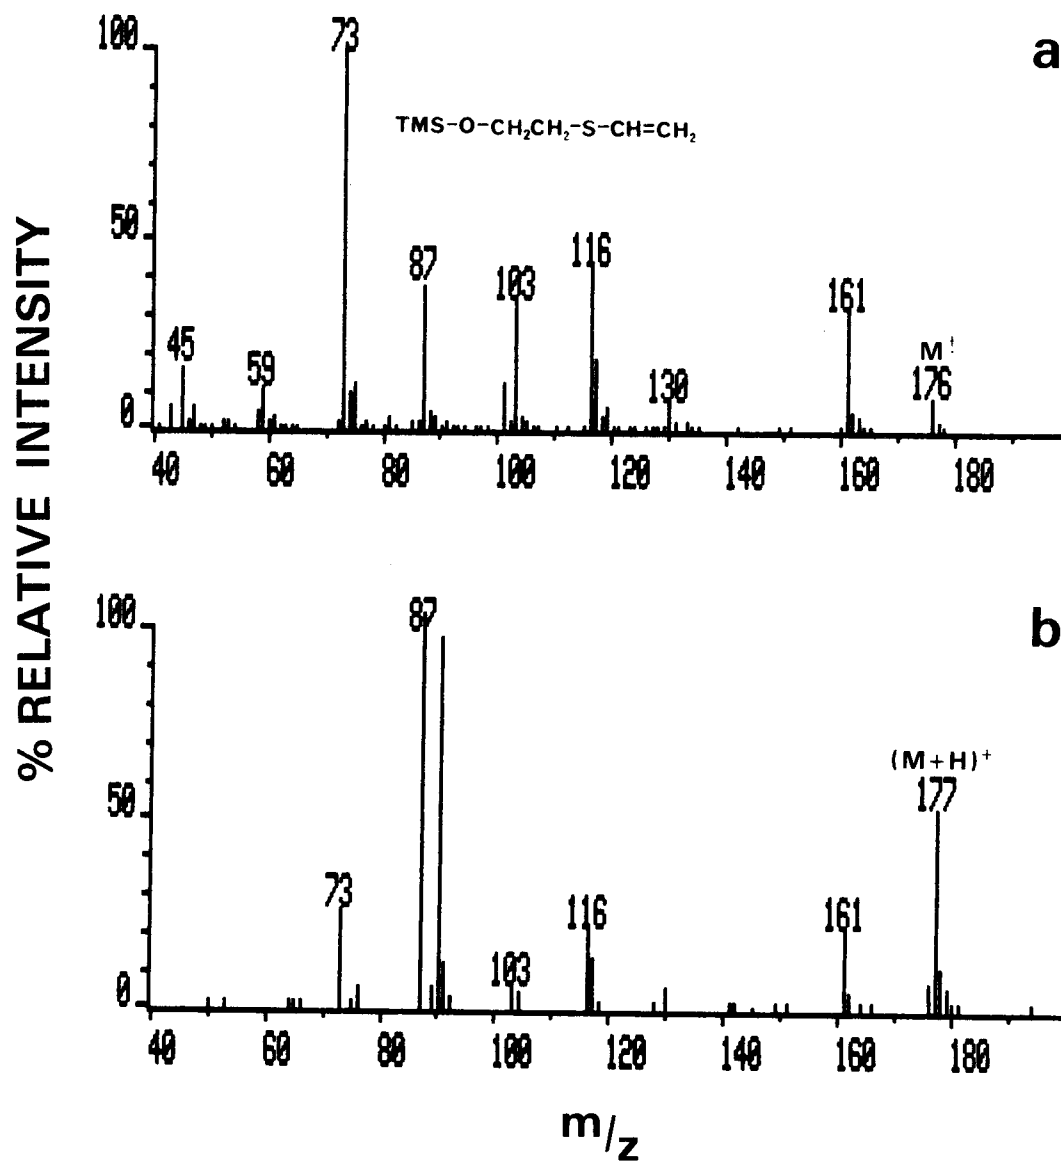 % RELATIVE INTENSITY
a
100
50
0
73
TMS-O-CH₂CH₂-S-CH=CH₂
45
59
87
103
116
130
161
M⁺
176
40 60 80 100 120 140 160 180
b
100
50
0
73
87
103
116
161
(M+H)⁺
177
40 60 80 100 120 140 160 180
m/z